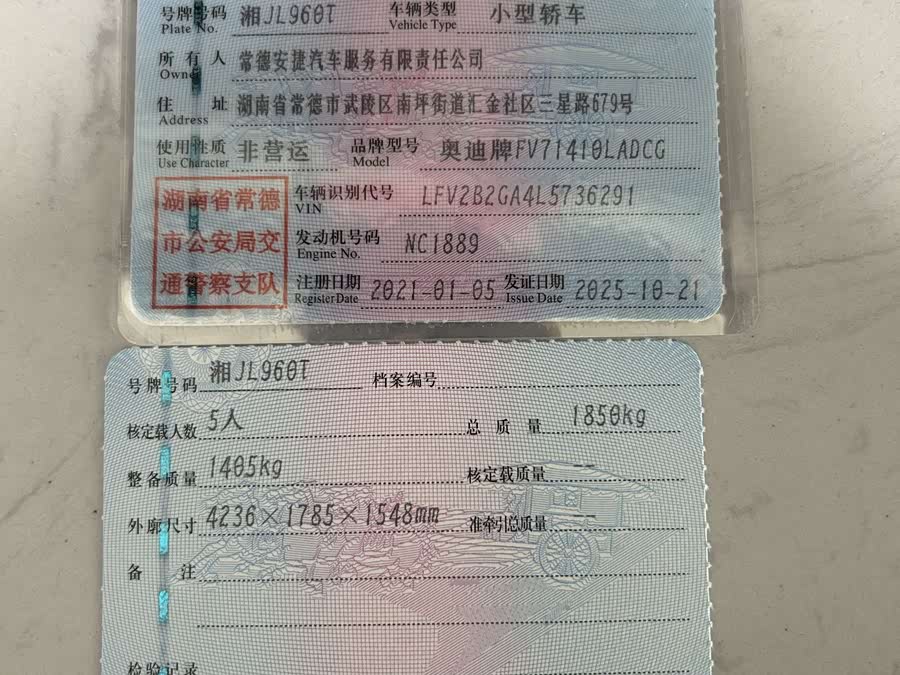 号牌号码 湘JL960T 车辆类型 小型轿车
Plate No. Vehicle Type
所有人 常德安捷汽车服务有限责任公司
Owner
住址 湖南省常德市武陵区南坪街道汇金社区三星路679号
Address
使用性质 非营运 品牌型号 奥迪牌FV71410LADCG
Use Character Model
湖南省常德
市公安局交
通警察支队
车辆识别代号 LFV2B2GA4L5736291
VIN
发动机号码 NC1889
Engine No.
注册日期 2021-01-05 发证日期 2025-10-21
Register Date Issue Date
号牌号码 湘JL960T 档案编号
核定载人数 5人 总质量 1850kg
整备质量 1405kg 核定载质量 --
外廓尺寸 4236×1785×1548mm 准牵引总质量 --
备注
检验记录